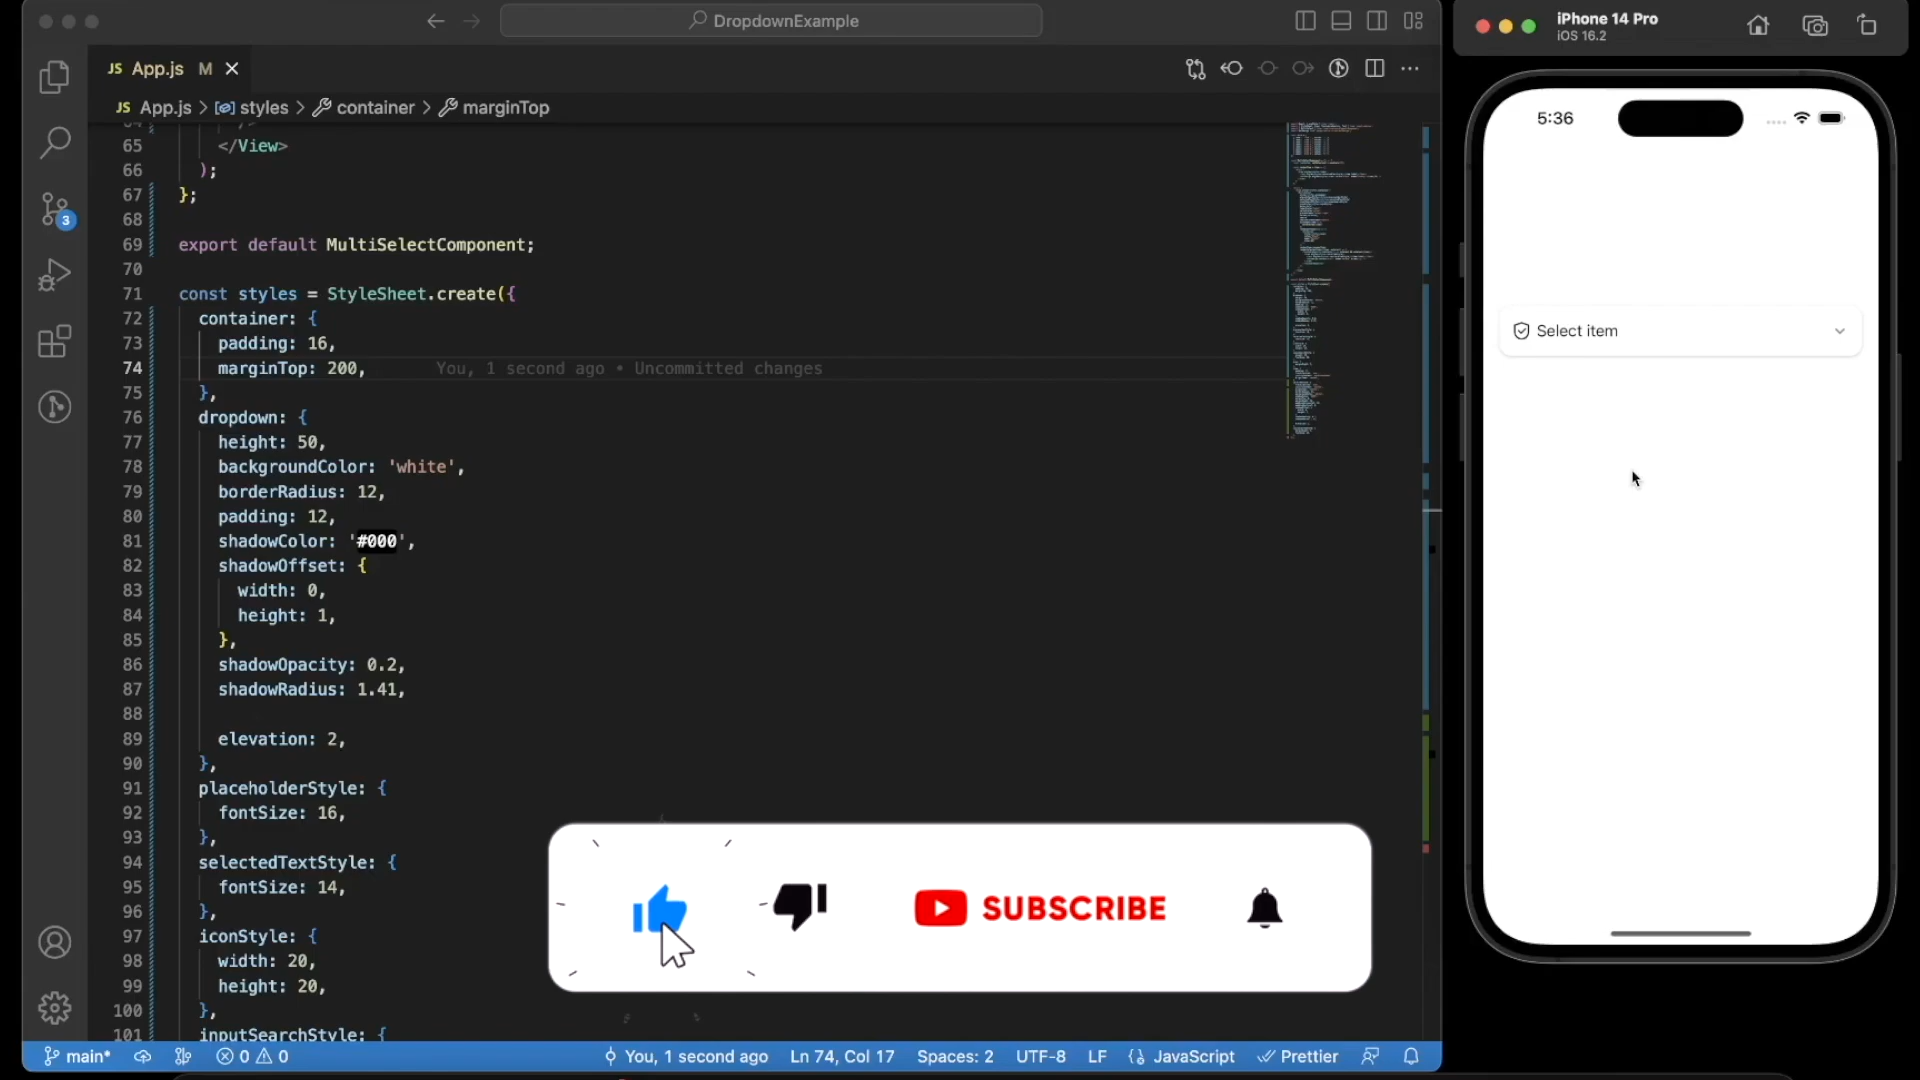 DropdownExample
iPhone 14 Pro
iOS 16.2
JS App.js M
JS App.js > styles > container > marginTop
5:36
65 </View>
66 );
67 };
68
69 export default MultiSelectComponent;
70
71 const styles = StyleSheet.create({
72 container: {
73 padding: 16,
74 marginTop: 200, You, 1 second ago • Uncommitted changes
75 },
76 dropdown: {
77 height: 50,
78 backgroundColor: 'white',
79 borderRadius: 12,
80 padding: 12,
81 shadowColor: '#000',
82 shadowOffset: {
83 width: 0,
84 height: 1,
85 },
86 shadowOpacity: 0.2,
87 shadowRadius: 1.41,
88
89 elevation: 2,
90 },
91 placeholderStyle: {
92 fontSize: 16,
93 },
94 selectedTextStyle: {
95 fontSize: 14,
96 },
97 iconStyle: {
98 width: 20,
99 height: 20,
100 },
101 inputSearchStyle: {
3
Select item
SUBSCRIBE
main* 0 0 You, 1 second ago Ln 74, Col 17 Spaces: 2 UTF-8 LF JavaScript Prettier